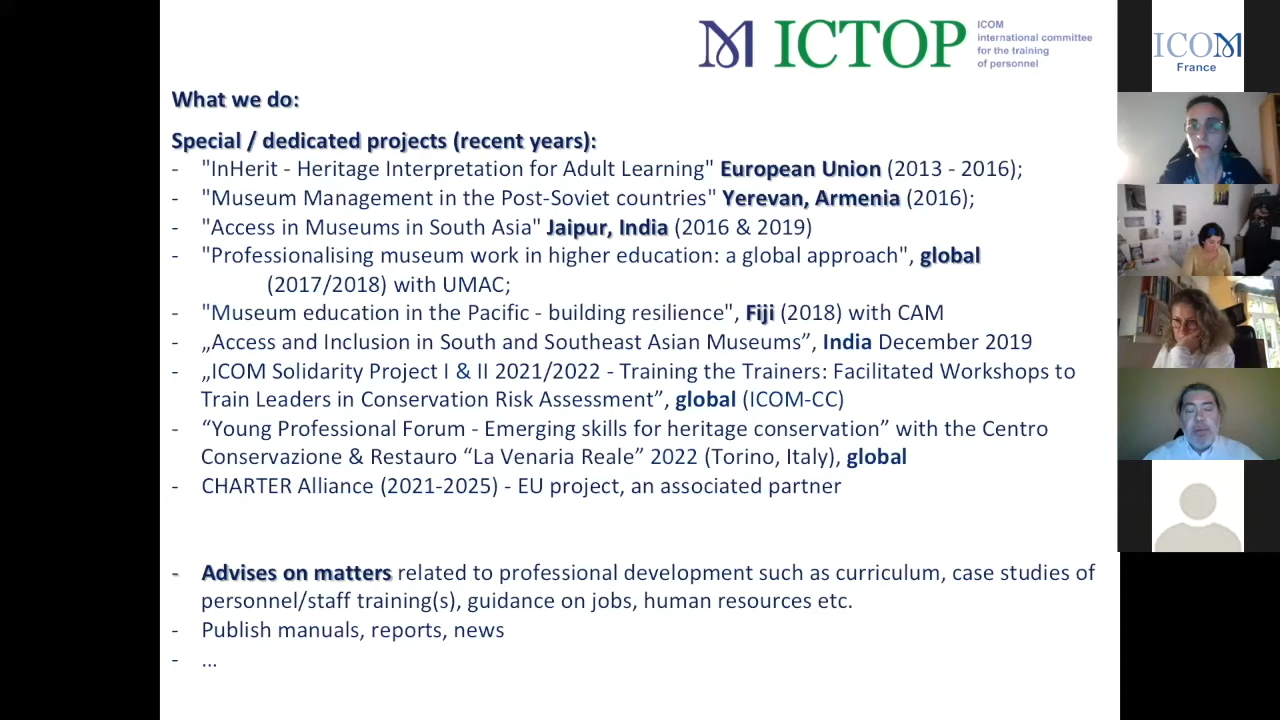 ICTOP
ICOM
international committee
for the training
of personnel
ICOM
France
What we do:
Special / dedicated projects (recent years):
- "InHerit - Heritage Interpretation for Adult Learning" European Union (2013 - 2016);
- "Museum Management in the Post-Soviet countries" Yerevan, Armenia (2016);
- "Access in Museums in South Asia" Jaipur, India (2016 & 2019)
- "Professionalising museum work in higher education: a global approach", global
(2017/2018) with UMAC;
- "Museum education in the Pacific - building resilience", Fiji (2018) with CAM
- „Access and Inclusion in South and Southeast Asian Museums”, India December 2019
- „ICOM Solidarity Project I & II 2021/2022 - Training the Trainers: Facilitated Workshops to
Train Leaders in Conservation Risk Assessment”, global (ICOM-CC)
- “Young Professional Forum - Emerging skills for heritage conservation” with the Centro
Conservazione & Restauro “La Venaria Reale” 2022 (Torino, Italy), global
- CHARTER Alliance (2021-2025) - EU project, an associated partner
- Advises on matters related to professional development such as curriculum, case studies of
personnel/staff training(s), guidance on jobs, human resources etc.
- Publish manuals, reports, news
- ...